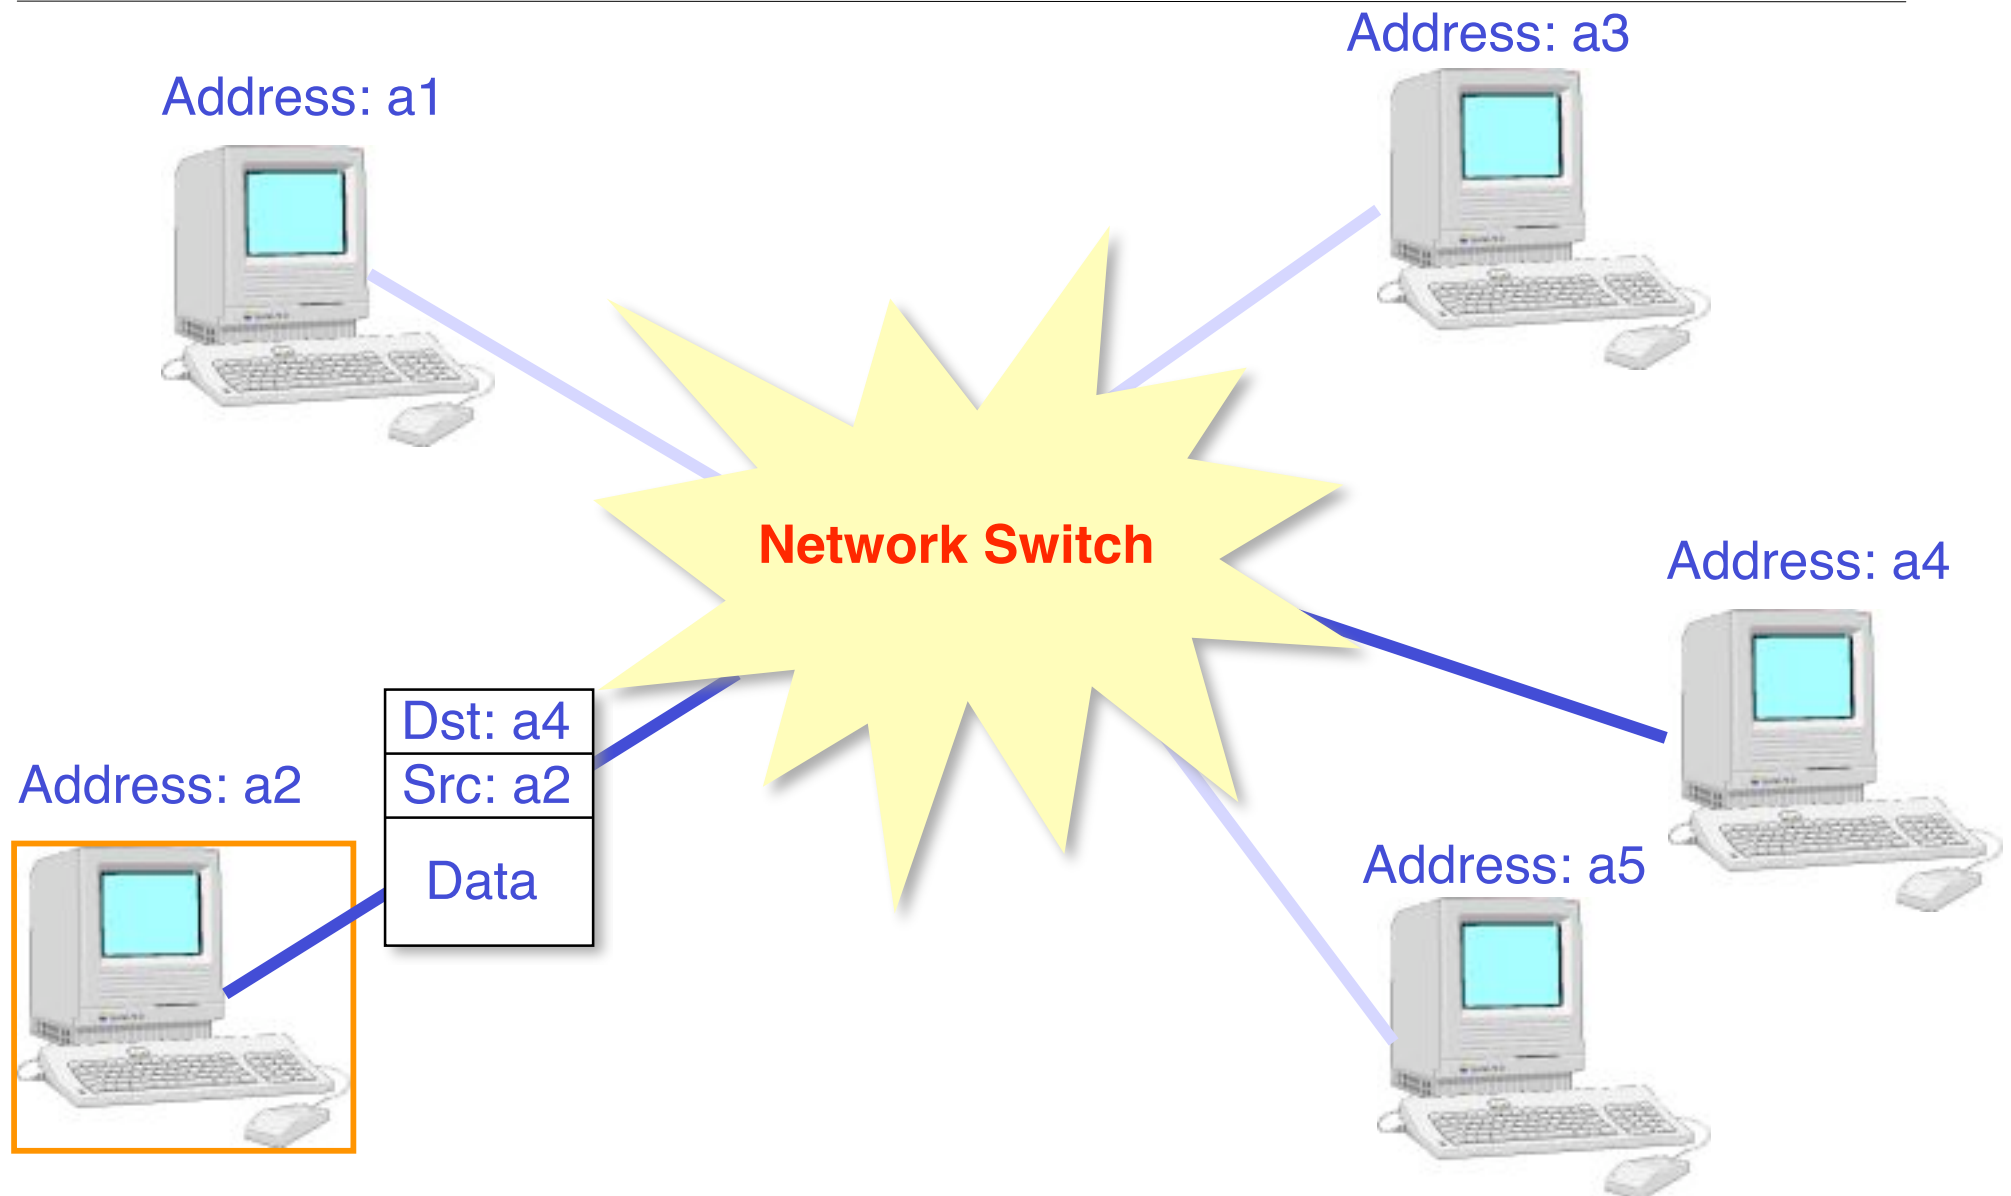 Address: a3
Address: a1
Network Switch
Address: a4
Dst: a4
Src: a2
Address: a2
Data
Address: a5